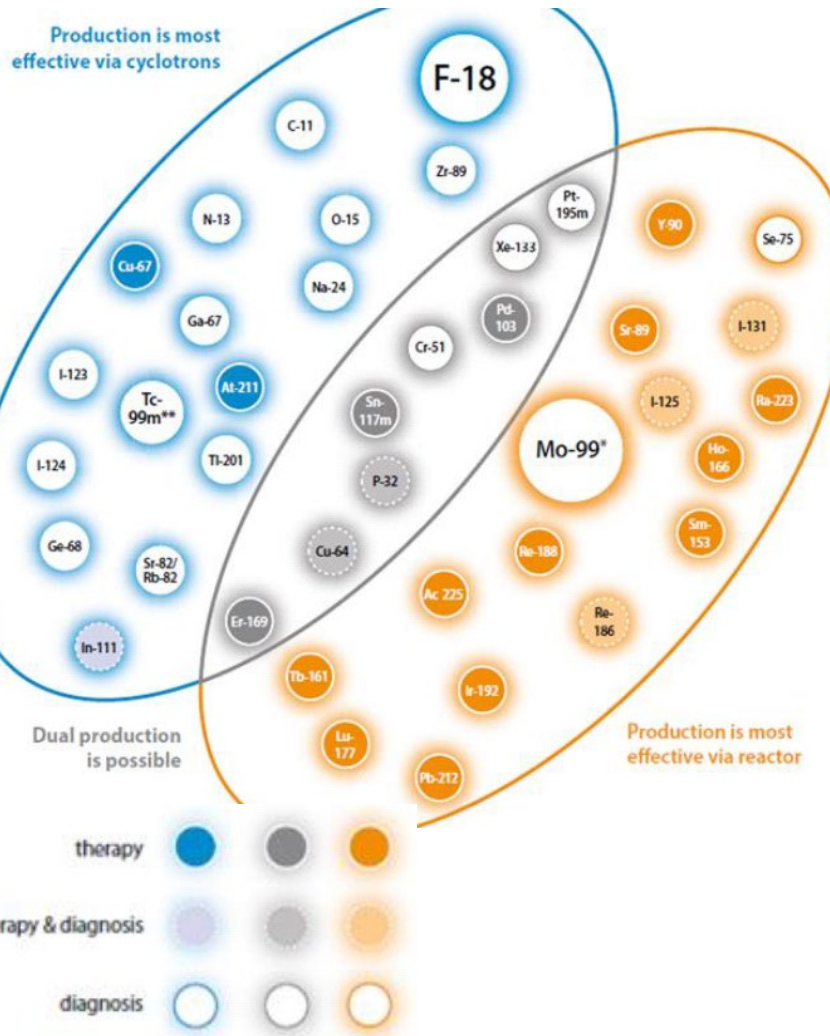 Production is most
effective via cyclotrons
F-18
C-11
Zr-89
Pt-
195m
N-13
O-15
Y-90
Se-75
Xe-133
Cu-67
Na-24
Ga-67
Pd-
103
I-131
Sr-89
Cr-51
I-123
At-211
Tc-
99m**
I-125
Ra-223
Sn-
117m
Mo-99*
Ho-
166
I-124
Tl-201
P-32
Sm-
153
Ge-68
Cu-64
Re-188
Sr-82/
Rb-82
Ac 225
Er-169
Re-
186
In-111
Tb-161
Ir-192
Dual production
is possible
Lu-
177
Production is most
effective via reactor
Pb-212
therapy
rapy & diagnosis
diagnosis